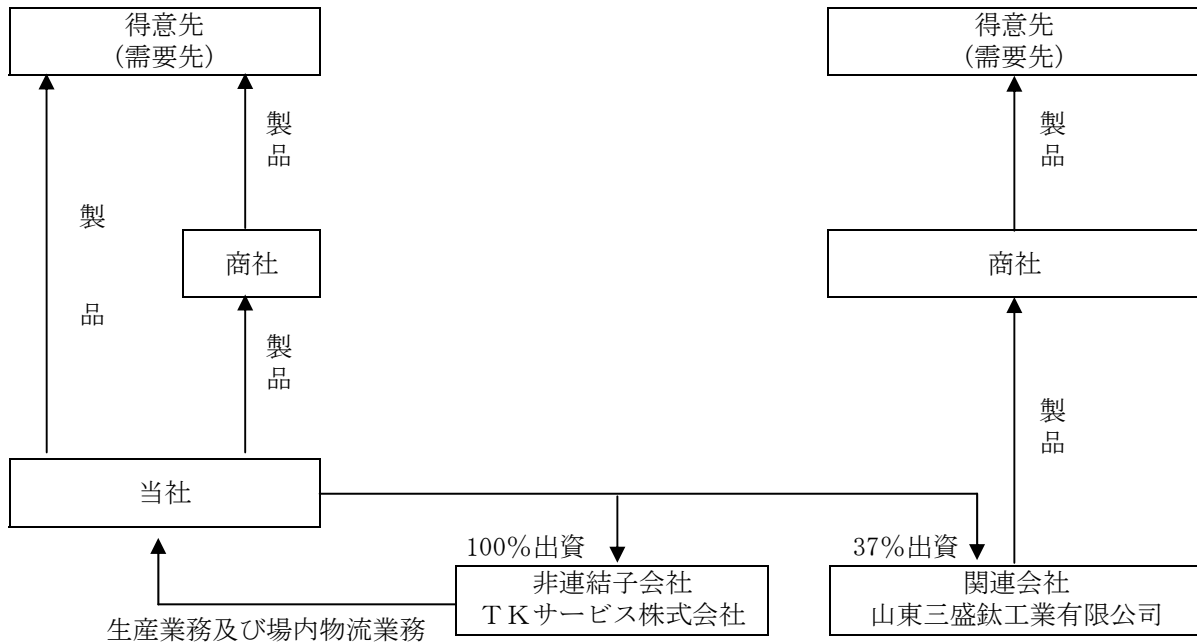 得意先
(需要先)
得意先
(需要先)
製
品
製
品
製
品
商社
商社
製
品
製
品
当社
100％出資
37％出資
非連結子会社
ＴＫサービス株式会社
関連会社
山東三盛鈦工業有限公司
生産業務及び場内物流業務